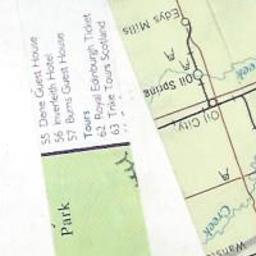 55 Dene Guest House
56 Inverleith Hotel
57 Burns Guest House
Tours
62 Royal Edinburgh Ticket
63 Trike Tours Scotland
Park
Edys Mills
Oil Spring
Oil City
Creek
Creek